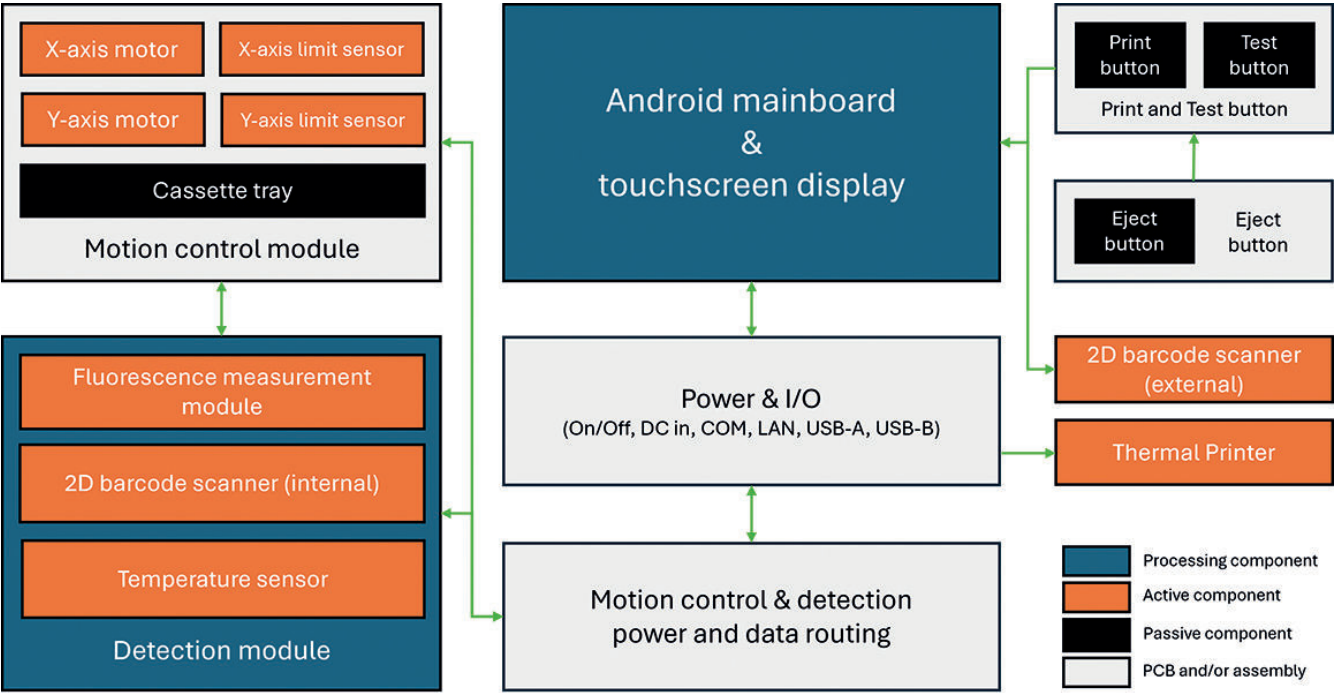 X-axis motor
X-axis limit sensor
Y-axis motor
Y-axis limit sensor
Cassette tray
Motion control module
Fluorescence measurement
module
2D barcode scanner (internal)
Temperature sensor
Detection module
Android mainboard
&
touchscreen display
Power & I/O
(On/Off, DC in, COM, LAN, USB-A, USB-B)
Motion control & detection
power and data routing
Print
button
Test
button
Print and Test button
Eject
button
Eject
button
2D barcode scanner
(external)
Thermal Printer
Processing component
Active component
Passive component
PCB and/or assembly